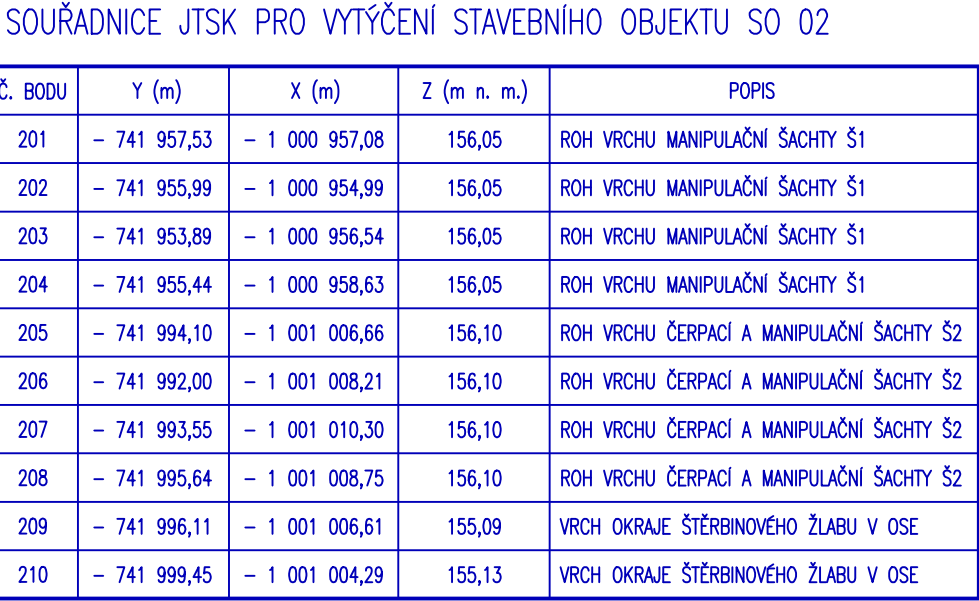 SOUŘADNICE JTSK PRO VYTÝČENÍ STAVEBNÍHO OBJEKTU SO 02
Č. BODU Y (m) X (m) Z (m n. m.) POPIS
201 – 741 957,53 – 1 000 957,08 156,05 ROH VRCHU MANIPULAČNÍ ŠACHTY Š1
202 – 741 955,99 – 1 000 954,99 156,05 ROH VRCHU MANIPULAČNÍ ŠACHTY Š1
203 – 741 953,89 – 1 000 956,54 156,05 ROH VRCHU MANIPULAČNÍ ŠACHTY Š1
204 – 741 955,44 – 1 000 958,63 156,05 ROH VRCHU MANIPULAČNÍ ŠACHTY Š1
205 – 741 994,10 – 1 001 006,66 156,10 ROH VRCHU ČERPACÍ A MANIPULAČNÍ ŠACHTY Š2
206 – 741 992,00 – 1 001 008,21 156,10 ROH VRCHU ČERPACÍ A MANIPULAČNÍ ŠACHTY Š2
207 – 741 993,55 – 1 001 010,30 156,10 ROH VRCHU ČERPACÍ A MANIPULAČNÍ ŠACHTY Š2
208 – 741 995,64 – 1 001 008,75 156,10 ROH VRCHU ČERPACÍ A MANIPULAČNÍ ŠACHTY Š2
209 – 741 996,11 – 1 001 006,61 155,09 VRCH OKRAJE ŠTĚRBINOVÉHO ŽLABU V OSE
210 – 741 999,45 – 1 001 004,29 155,13 VRCH OKRAJE ŠTĚRBINOVÉHO ŽLABU V OSE